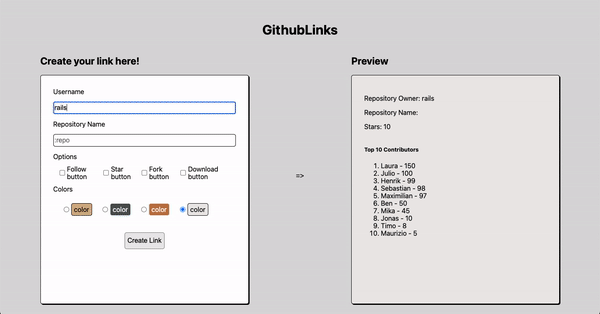 GithubLinks
Create your link here!
Username
rails
Repository Name
:repo
Options
Follow button
Star button
Fork button
Download button
Colors
color
color
color
color
Create Link
=>
Preview
Repository Owner: rails
Repository Name:
Stars: 10
Top 10 Contributors
1. Laura - 150
2. Julio - 100
3. Henrik - 99
4. Sebastian - 98
5. Maximilian - 97
6. Ben - 50
7. Mika - 45
8. Jonas - 10
9. Timo - 8
10. Maurizio - 5